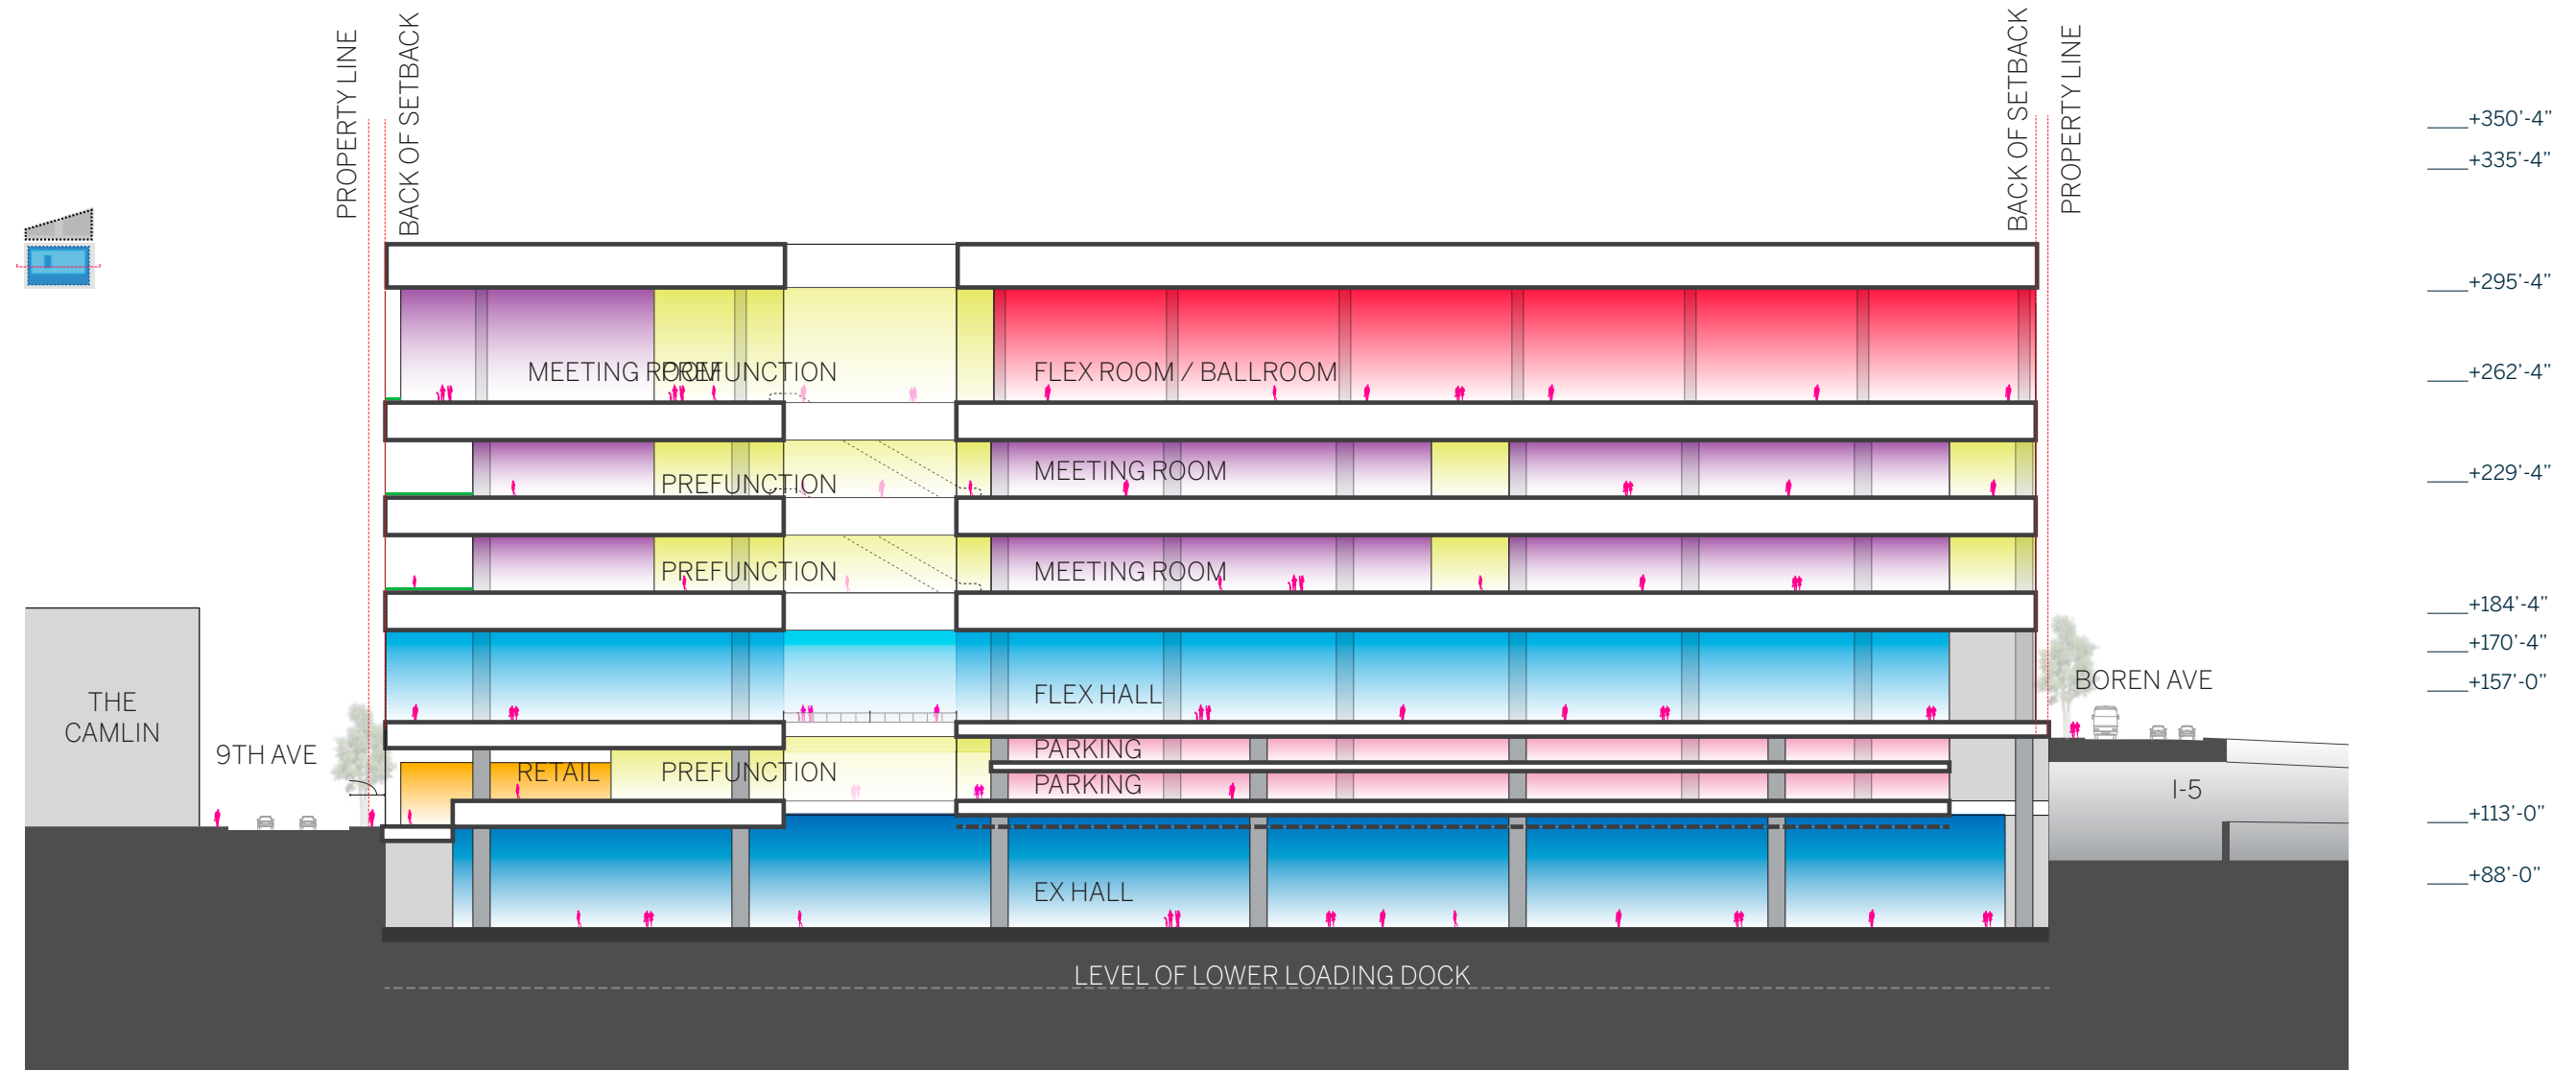 PROPERTY LINE
BACK OF SETBACK
BACK OF SETBACK
PROPERTY LINE
+350'-4"
+335'-4"
+295'-4"
MEETING ROOM
PREFUNCTION
FLEX ROOM / BALLROOM
+262'-4"
PREFUNCTION
MEETING ROOM
+229'-4"
PREFUNCTION
MEETING ROOM
+184'-4"
+170'-4"
THE
CAMLIN
FLEX HALL
BOREN AVE
+157'-0"
9TH AVE
PARKING
RETAIL
PREFUNCTION
PARKING
I-5
+113'-0"
EX HALL
+88'-0"
LEVEL OF LOWER LOADING DOCK